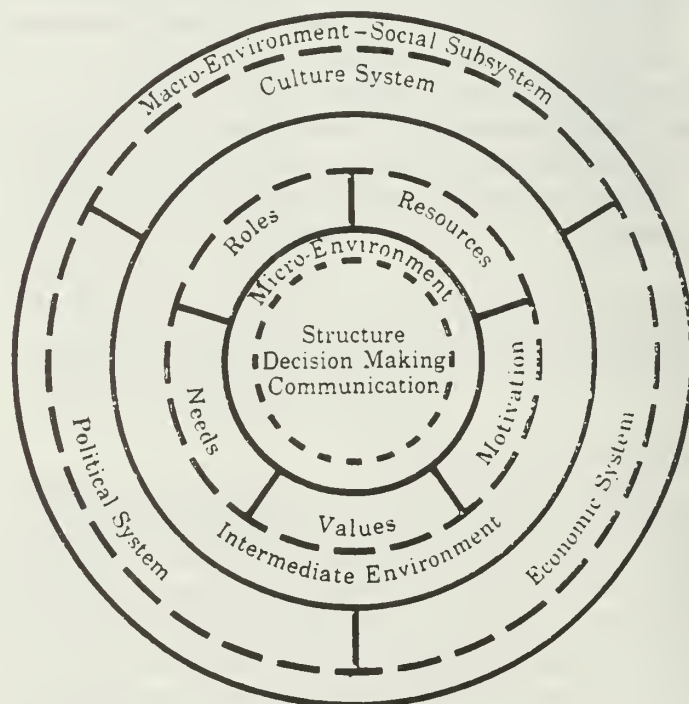 Macro-Environment-Social Subsystem
Culture System
Roles
Resources
Micro-Environment
Structure
Decision Making
Communication
Needs
Motivation
Values
Intermediate Environment
Political System
Economic System